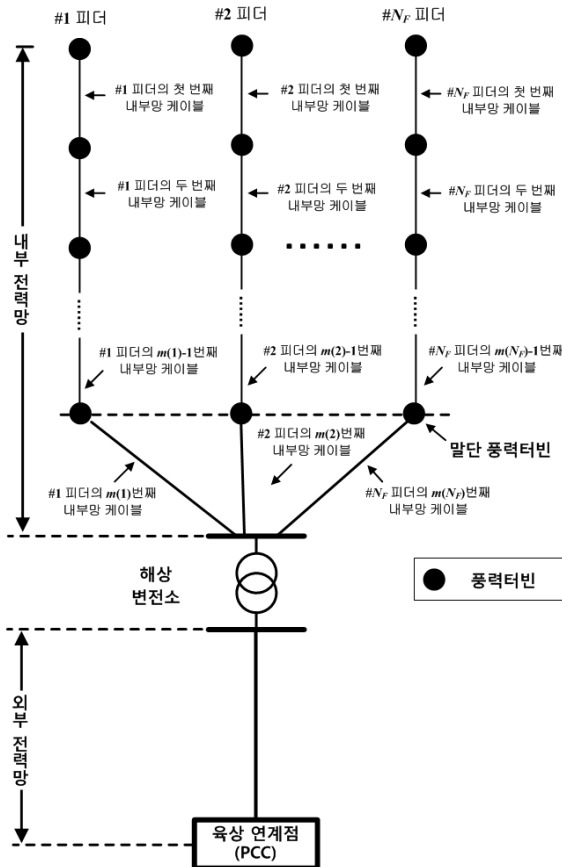 #1 피더
#2 피더
#N_F 피더
#1 피더의 첫 번째
내부망 케이블
#2 피더의 첫 번째
내부망 케이블
#N_F 피더의 첫 번째
내부망 케이블
#1 피더의 두 번째
내부망 케이블
#2 피더의 두 번째
내부망 케이블
#N_F 피더의 두 번째
내부망 케이블
내부 전력망
#1 피더의 m(1)-1번째
내부망 케이블
#2 피더의 m(2)-1번째
내부망 케이블
#N_F 피더의 m(N_F)-1번째
내부망 케이블
#2 피더의 m(2)번째
내부망 케이블
말단 풍력터빈
#1 피더의 m(1)번째
내부망 케이블
#N_F 피더의 m(N_F)번째
내부망 케이블
해상
변전소
풍력터빈
외부 전력망
육상 연계점
(PCC)